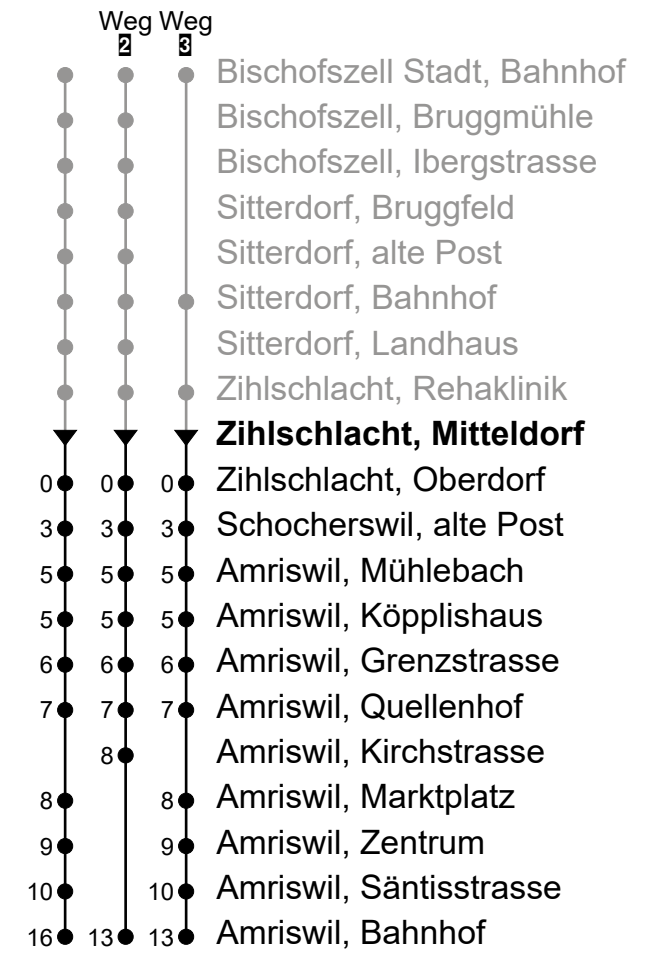 Weg Weg
2 3
Bischofszell Stadt, Bahnhof
Bischofszell, Bruggmühle
Bischofszell, Ibergstrasse
Sitterdorf, Bruggfeld
Sitterdorf, alte Post
Sitterdorf, Bahnhof
Sitterdorf, Landhaus
Zihlschlacht, Rehaklinik
Zihlschlacht, Mitteldorf
0 0 0 Zihlschlacht, Oberdorf
3 3 3 Schocherswil, alte Post
5 5 5 Amriswil, Mühlebach
5 5 5 Amriswil, Köpplishaus
6 6 6 Amriswil, Grenzstrasse
7 7 7 Amriswil, Quellenhof
8 Amriswil, Kirchstrasse
8 8 Amriswil, Marktplatz
9 9 Amriswil, Zentrum
10 10 Amriswil, Säntisstrasse
16 13 13 Amriswil, Bahnhof